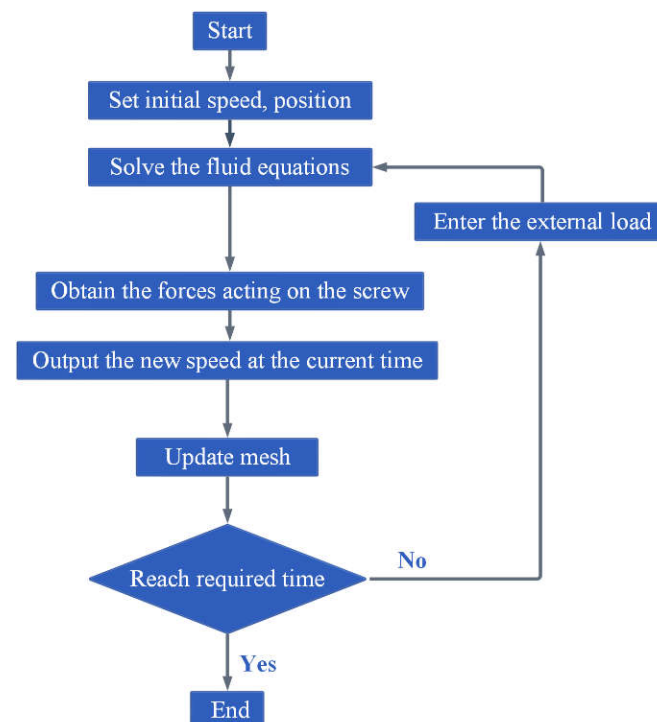 Start
Set initial speed, position
Solve the fluid equations
Enter the external load
Obtain the forces acting on the screw
Output the new speed at the current time
Update mesh
Reach required time
No
Yes
End